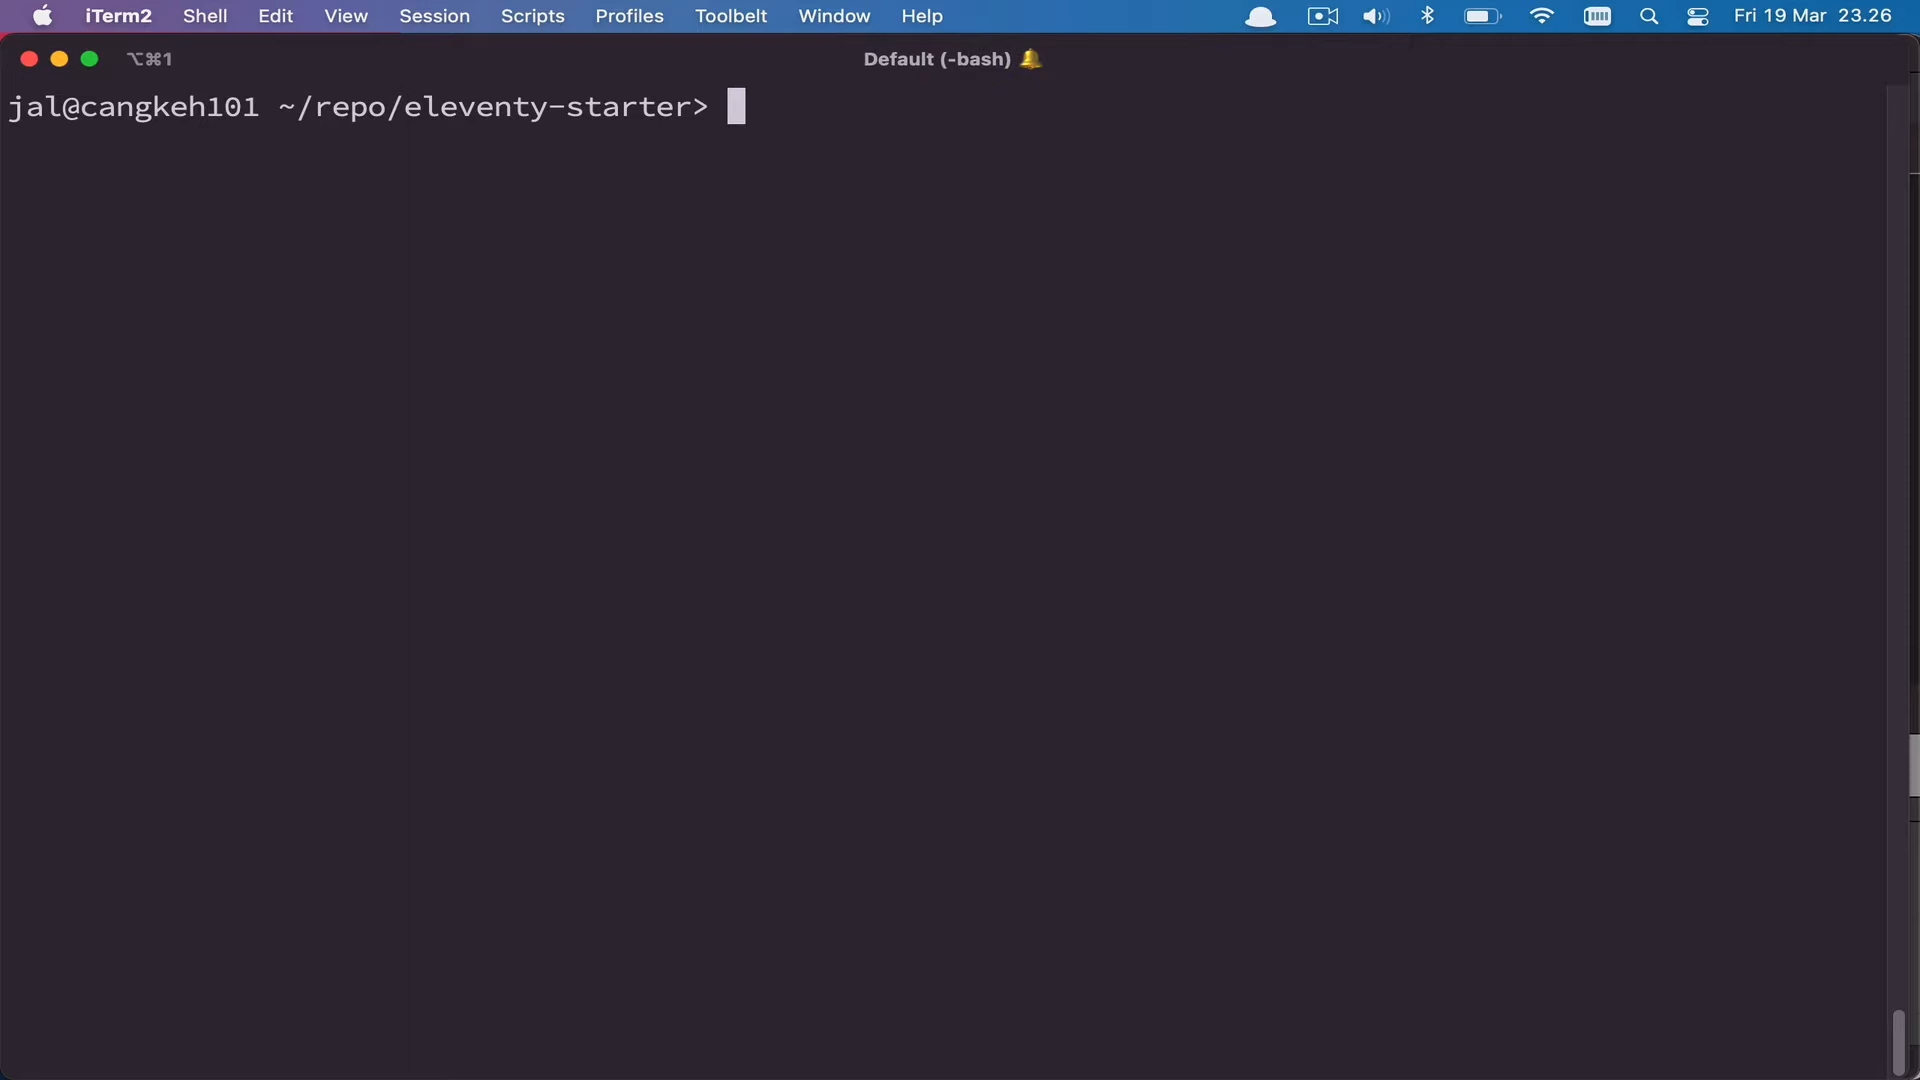 iTerm2 Shell Edit View Session Scripts Profiles Toolbelt Window Help Fri 19 Mar 23.26
⌥⌘1 Default (-bash)
jal@cangkeh101 ~/repo/eleventy-starter>